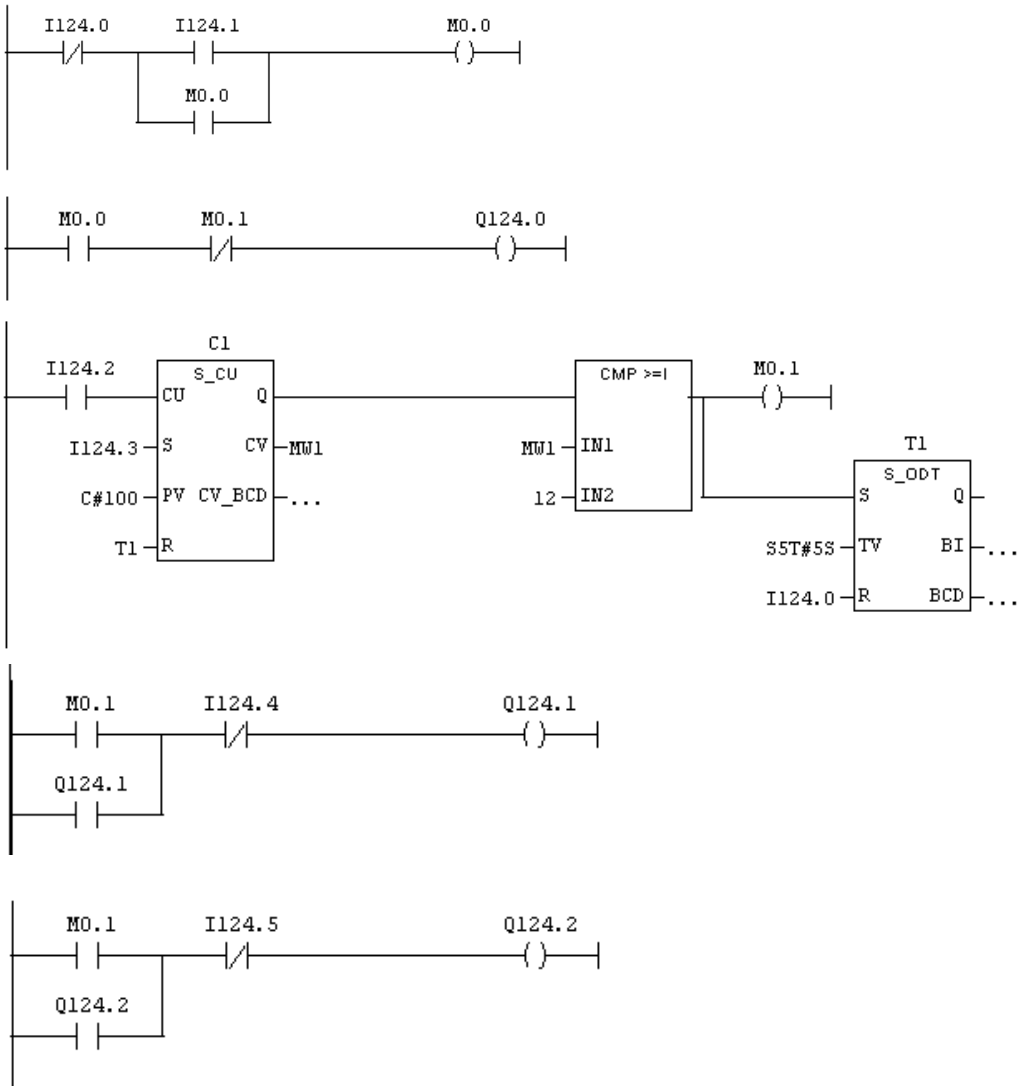 I124.0 I124.1 M0.0
M0.0
M0.0 M0.1 Q124.0
C1
I124.2 S_CU CMP >=I M0.1
CU Q
I124.3 S CV MW1 MW1 IN1 T1
S_ODT
C#100 PV CV_BCD ... 12 IN2 S Q
T1 R S5T#5S TV BI ...
I124.0 R BCD ...
M0.1 I124.4 Q124.1
Q124.1
M0.1 I124.5 Q124.2
Q124.2